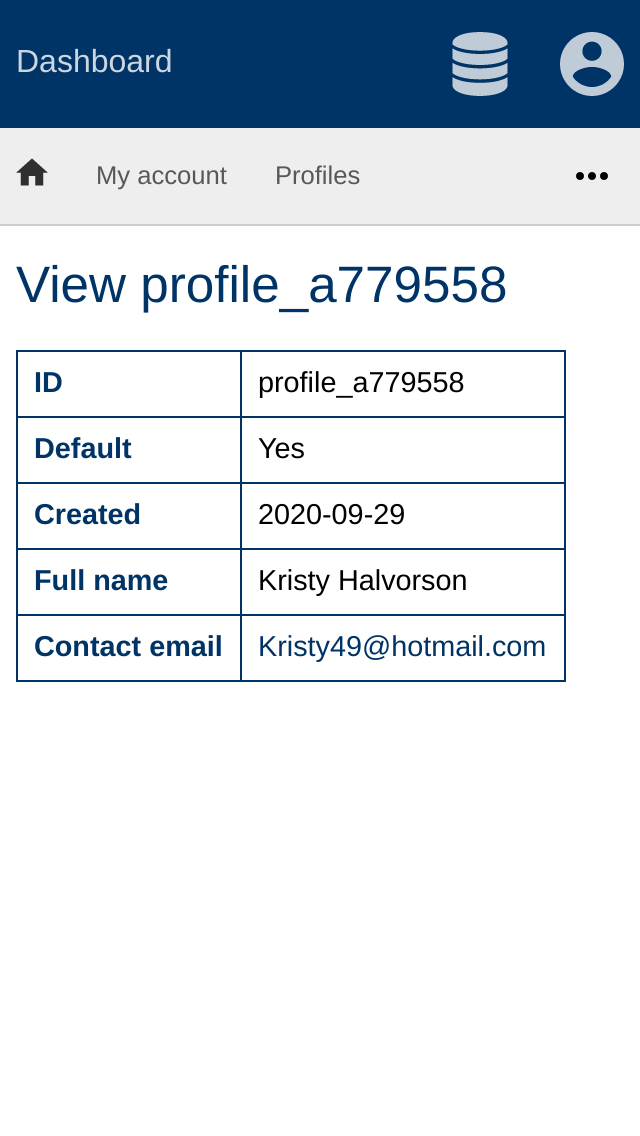 Dashboard
My account Profiles
View profile_a779558
ID profile_a779558
Default Yes
Created 2020-09-29
Full name Kristy Halvorson
Contact email Kristy49@hotmail.com